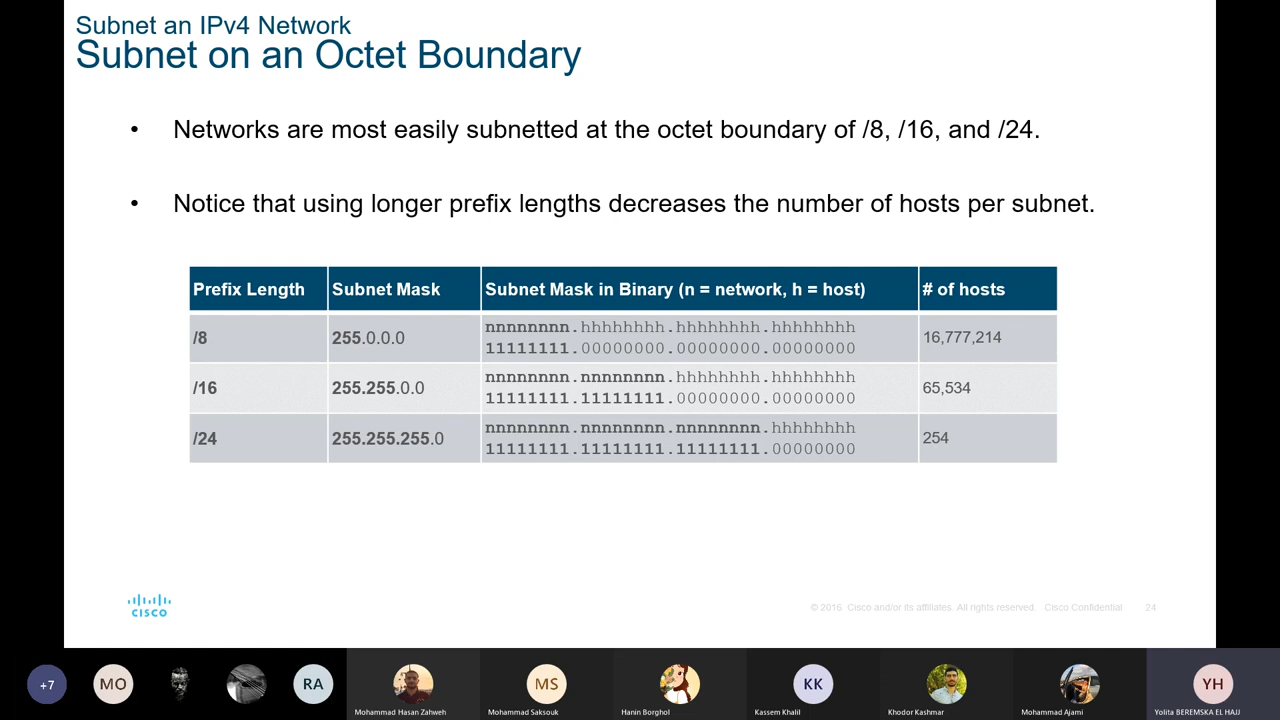 Subnet an IPv4 Network
Subnet on an Octet Boundary
• Networks are most easily subnetted at the octet boundary of /8, /16, and /24.
• Notice that using longer prefix lengths decreases the number of hosts per subnet.
Prefix Length Subnet Mask Subnet Mask in Binary (n = network, h = host) # of hosts
/8 255.0.0.0 nnnnnnnn.hhhhhhhh.hhhhhhhh.hhhhhhhh 16,777,214
11111111.00000000.00000000.00000000
/16 255.255.0.0 nnnnnnnn.nnnnnnnn.hhhhhhhh.hhhhhhhh 65,534
11111111.11111111.00000000.00000000
/24 255.255.255.0 nnnnnnnn.nnnnnnnn.nnnnnnnn.hhhhhhhh 254
11111111.11111111.11111111.00000000
CISCO
© 2016 Cisco and/or its affiliates. All rights reserved. Cisco Confidential 24
+7 MO RA MS KK YH
Mohammad Hasan Zahweh Mohammad Saksouk Hanin Borghol Kassem Khalil Khodor Kashmar Mohammad Ajami Yolita BEREMSKA EL HAJJ